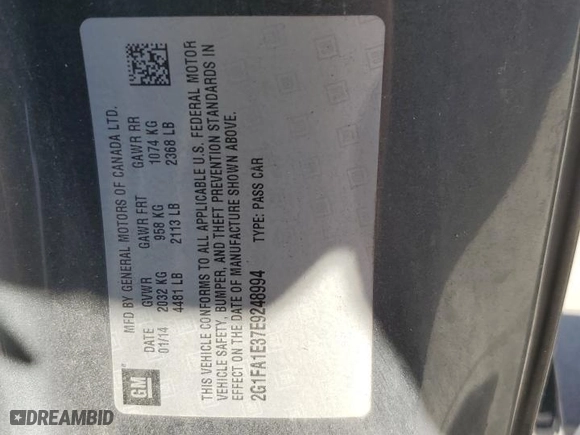 GM
MFD BY GENERAL MOTORS OF CANADA LTD.
DATE GVWR GAWR FRT GAWR RR
01/14 2032 KG 958 KG 1074 KG
4481 LB 2113 LB 2368 LB
THIS VEHICLE CONFORMS TO ALL APPLICABLE U.S. FEDERAL MOTOR
VEHICLE SAFETY, BUMPER, AND THEFT PREVENTION STANDARDS IN
EFFECT ON THE DATE OF MANUFACTURE SHOWN ABOVE.
2G1FA1E37E9248994 TYPE: PASS CAR
DREAMBID